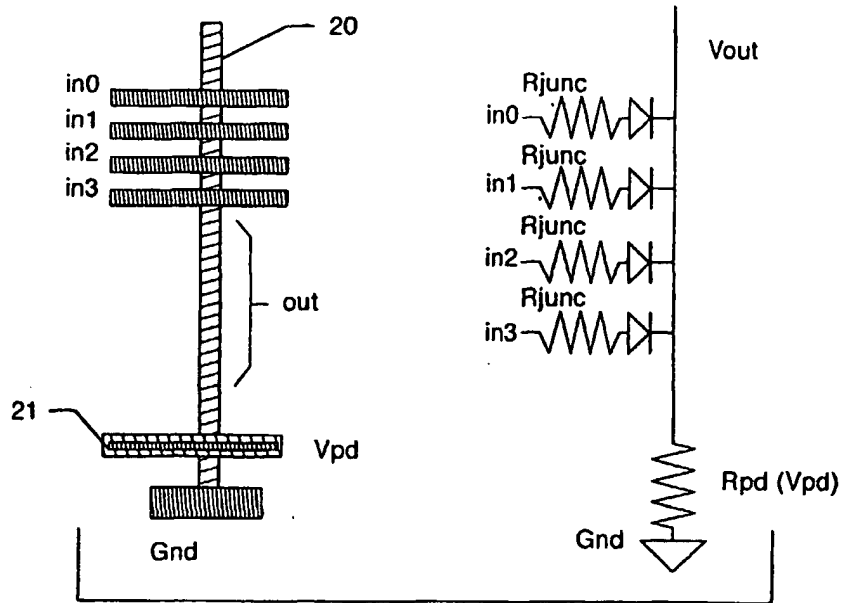 20
in0
in1
in2
in3
out
21
Vpd
Gnd
Vout
Rjunc
in0
Rjunc
in1
Rjunc
in2
Rjunc
in3
Rpd (Vpd)
Gnd